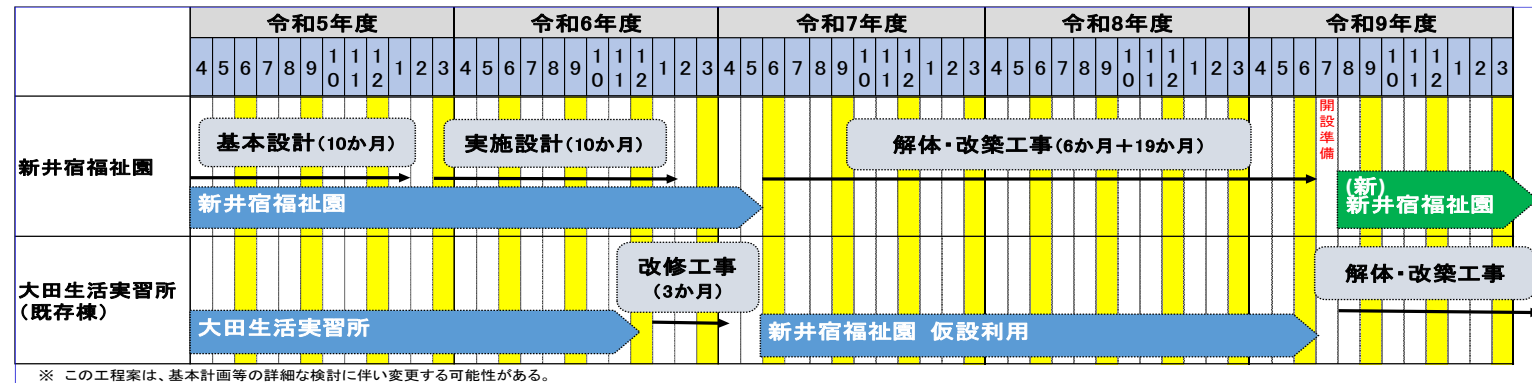 令和5年度 令和6年度 令和7年度 令和8年度 令和9年度
4 5 6 7 8 9 10 11 12 1 2 3 4 5 6 7 8 9 10 11 12 1 2 3 4 5 6 7 8 9 10 11 12 1 2 3 4 5 6 7 8 9 10 11 12 1 2 3 4 5 6 7 8 9 10 11 12 1 2 3
新井宿福祉園
基本設計(10か月)
実施設計(10か月)
解体・改築工事(6か月+19か月)
開設準備
新井宿福祉園
(新)
新井宿福祉園
大田生活実習所
(既存棟)
改修工事
(3か月)
解体・改築工事
大田生活実習所
新井宿福祉園 仮設利用
※ この工程案は、基本計画等の詳細な検討に伴い変更する可能性がある。